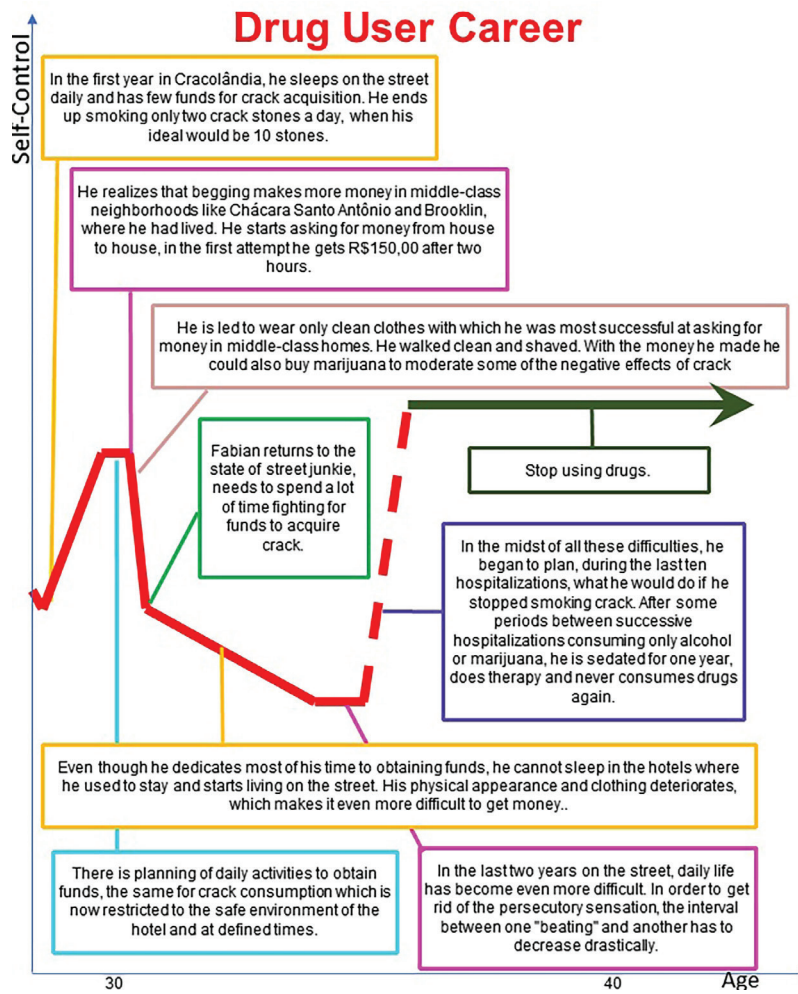 Drug User Career
Self-Control
In the first year in Cracolândia, he sleeps on the street
daily and has few funds for crack acquisition. He ends
up smoking only two crack stones a day, when his
ideal would be 10 stones.
He realizes that begging makes more money in middle-class
neighborhoods like Chácara Santo Antônio and Brooklin,
where he had lived. He starts asking for money from house
to house, in the first attempt he gets R$150,00 after two
hours.
He is led to wear only clean clothes with which he was most successful at asking for
money in middle-class homes. He walked clean and shaved. With the money he made he
could also buy marijuana to moderate some of the negative effects of crack
Fabian returns to the
state of street junkie,
needs to spend a lot
of time fighting for
funds to acquire
crack.
Stop using drugs.
In the midst of all these difficulties, he
began to plan, during the last ten
hospitalizations, what he would do if he
stopped smoking crack. After some
periods between successive
hospitalizations consuming only alcohol
or marijuana, he is sedated for one year,
does therapy and never consumes drugs
again.
Even though he dedicates most of his time to obtaining funds, he cannot sleep in the hotels where
he used to stay and starts living on the street. His physical appearance and clothing deteriorates,
which makes it even more difficult to get money..
There is planning of daily activities to obtain
funds, the same for crack consumption which is
now restricted to the safe environment of the
hotel and at defined times.
In the last two years on the street, daily life
has become even more difficult. In order to get
rid of the persecutory sensation, the interval
between one "beating" and another has to
decrease drastically.
30
40
Age